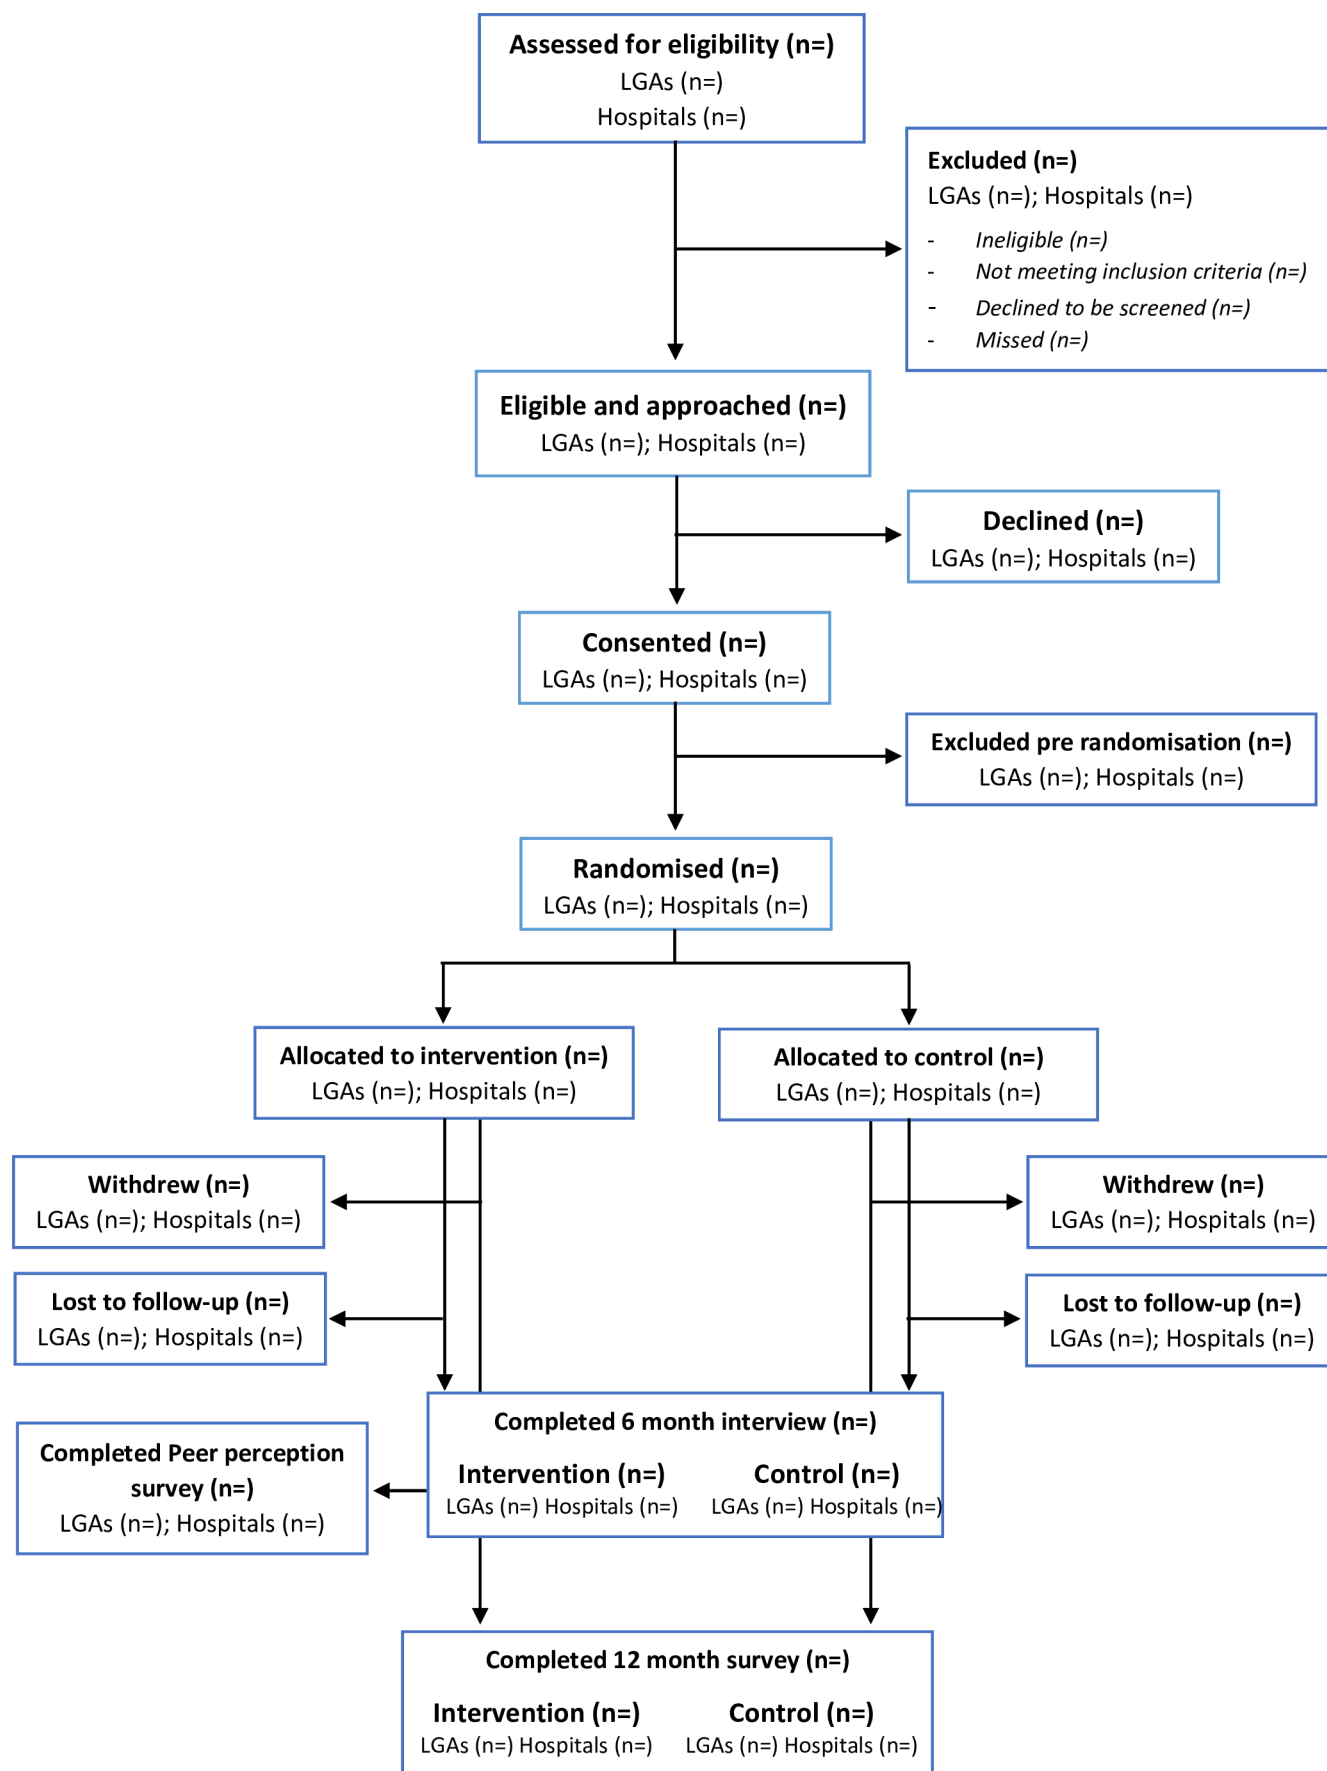 Assessed for eligibility (n=)
LGAs (n=)
Hospitals (n=)
Excluded (n=)
LGAs (n=); Hospitals (n=)
- Ineligible (n=)
- Not meeting inclusion criteria (n=)
- Declined to be screened (n=)
- Missed (n=)
Eligible and approached (n=)
LGAs (n=); Hospitals (n=)
Declined (n=)
LGAs (n=); Hospitals (n=)
Consented (n=)
LGAs (n=); Hospitals (n=)
Excluded pre randomisation (n=)
LGAs (n=); Hospitals (n=)
Randomised (n=)
LGAs (n=); Hospitals (n=)
Allocated to intervention (n=)
LGAs (n=); Hospitals (n=)
Allocated to control (n=)
LGAs (n=); Hospitals (n=)
Withdrew (n=)
LGAs (n=); Hospitals (n=)
Withdrew (n=)
LGAs (n=); Hospitals (n=)
Lost to follow-up (n=)
LGAs (n=); Hospitals (n=)
Lost to follow-up (n=)
LGAs (n=); Hospitals (n=)
Completed Peer perception
survey (n=)
LGAs (n=); Hospitals (n=)
Completed 6 month interview (n=)
Intervention (n=) Control (n=)
LGAs (n=) Hospitals (n=) LGAs (n=) Hospitals (n=)
Completed 12 month survey (n=)
Intervention (n=) Control (n=)
LGAs (n=) Hospitals (n=) LGAs (n=) Hospitals (n=)